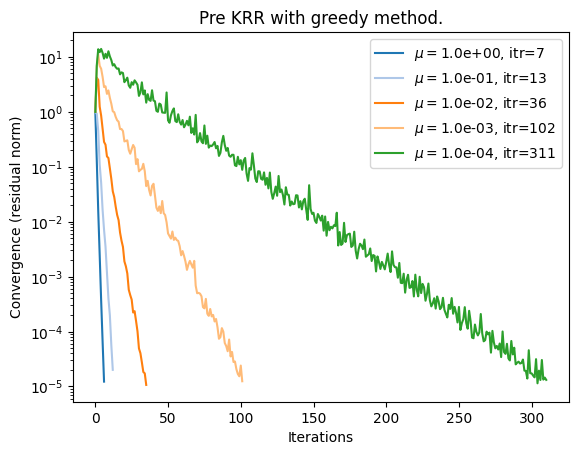 Pre KRR with greedy method.
Convergence (residual norm)
10¹
10⁰
10⁻¹
10⁻²
10⁻³
10⁻⁴
10⁻⁵
μ = 1.0e+00, itr=7
μ = 1.0e-01, itr=13
μ = 1.0e-02, itr=36
μ = 1.0e-03, itr=102
μ = 1.0e-04, itr=311
0 50 100 150 200 250 300
Iterations